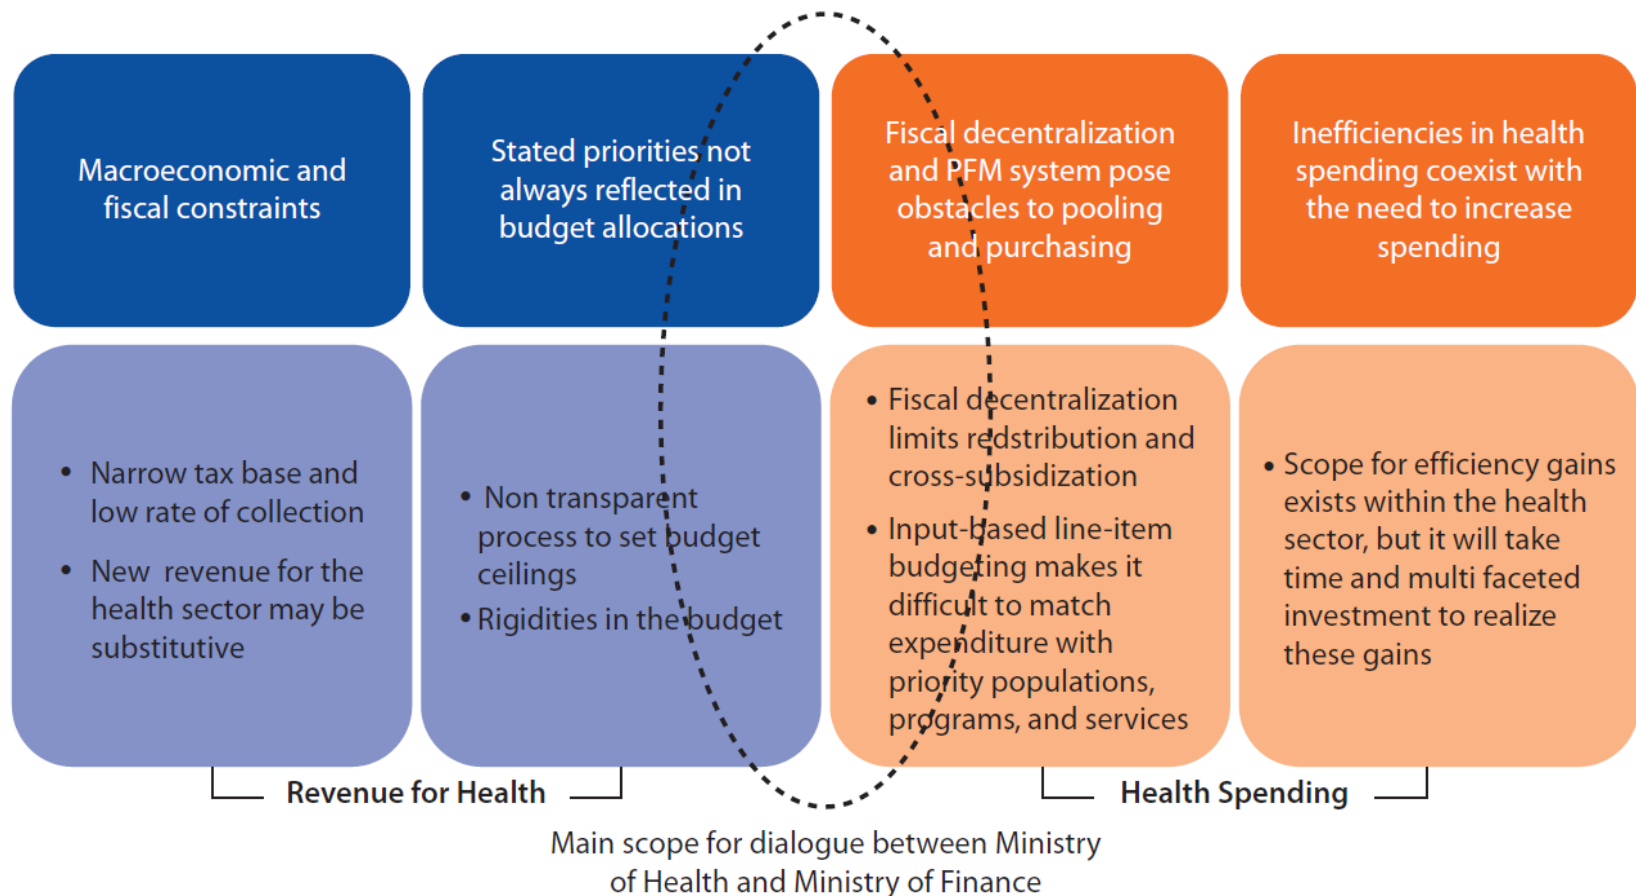 Macroeconomic and
fiscal constraints
Stated priorities not
always reflected in
budget allocations
Fiscal decentralization
and PFM system pose
obstacles to pooling
and purchasing
Inefficiencies in health
spending coexist with
the need to increase
spending
• Narrow tax base and
low rate of collection
• New revenue for the
health sector may be
substitutive
• Non transparent
process to set budget
ceilings
• Rigidities in the budget
• Fiscal decentralization
limits redstribution and
cross-subsidization
• Input-based line-item
budgeting makes it
difficult to match
expenditure with
priority populations,
programs, and services
• Scope for efficiency gains
exists within the health
sector, but it will take
time and multi faceted
investment to realize
these gains
Revenue for Health
Health Spending
Main scope for dialogue between Ministry
of Health and Ministry of Finance